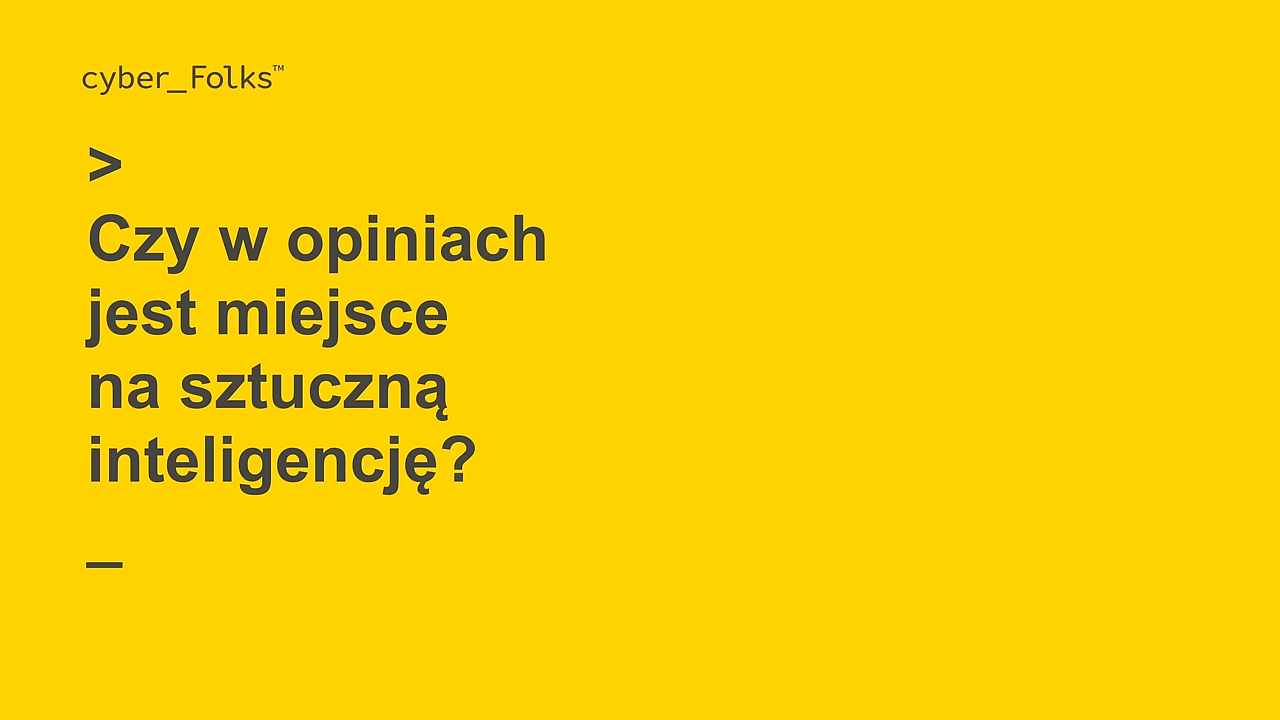 cyber_Folks™
>
Czy w opiniach
jest miejsce
na sztuczną
inteligencję?
_